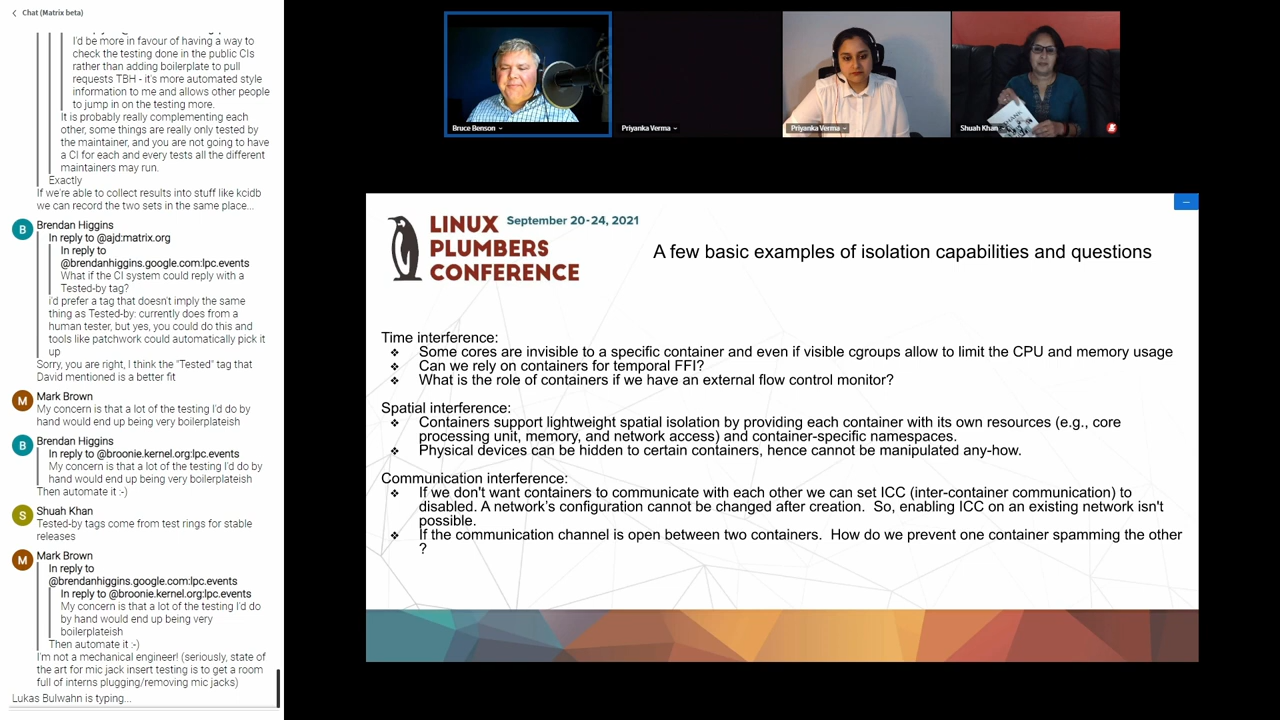 Chat (Matrix beta)
I'd be more in favour of having a way to
check the testing done in the public CIs
rather than adding boilerplate to pull
requests TBH - it's more automated style
information to me and allows other people
to jump in on the testing more.
It is probably really complementing each
other, some things are really only tested by
the maintainer, and you are not going to have
a CI for each and every tests all the different
maintainers may run.
Exactly
If we're able to collect results into stuff like kcidb
we can record the two sets in the same place...
B
Brendan Higgins
In reply to @ajd:matrix.org
In reply to
@brendanhiggins.google.com:lpc.events
What if the CI system could reply with a
Tested-by tag?
i'd prefer a tag that doesn't imply the same
thing as Tested-by: currently does from a
human tester, but yes, you could do this and
tools like patchwork could automatically pick it
up
Sorry, you are right, I think the "Tested" tag that
David mentioned is a better fit
M
Mark Brown
My concern is that a lot of the testing I'd do by
hand would end up being very boilerplateish
B
Brendan Higgins
In reply to @broonie.kernel.org:lpc.events
My concern is that a lot of the testing I'd do by
hand would end up being very boilerplateish
Then automate it :-)
S
Shuah Khan
Tested-by tags come from test rings for stable
releases
M
Mark Brown
In reply to
@brendanhiggins.google.com:lpc.events
In reply to @broonie.kernel.org:lpc.events
My concern is that a lot of the testing I'd do
by hand would end up being very
boilerplateish
Then automate it :-)
I'm not a mechanical engineer! (seriously, state of
the art for mic jack insert testing is to get a room
full of interns plugging/removing mic jacks)
Lukas Bulwahn is typing...
Bruce Benson
Priyanka Verma
Priyanka Verma
Shuah Khan
LINUX
PLUMBERS
CONFERENCE
September 20-24, 2021
A few basic examples of isolation capabilities and questions
Time interference:
❖ Some cores are invisible to a specific container and even if visible cgroups allow to limit the CPU and memory usage
❖ Can we rely on containers for temporal FFI?
❖ What is the role of containers if we have an external flow control monitor?
Spatial interference:
❖ Containers support lightweight spatial isolation by providing each container with its own resources (e.g., core
processing unit, memory, and network access) and container-specific namespaces.
❖ Physical devices can be hidden to certain containers, hence cannot be manipulated any-how.
Communication interference:
❖ If we don't want containers to communicate with each other we can set ICC (inter-container communication) to
disabled. A network's configuration cannot be changed after creation. So, enabling ICC on an existing network isn't
possible.
❖ If the communication channel is open between two containers. How do we prevent one container spamming the other
?